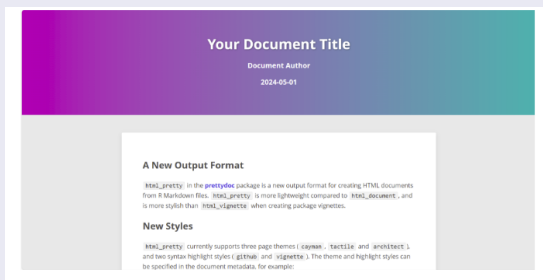 Your Document Title
Document Author
2024-05-01
A New Output Format
html_pretty in the prettydoc package is a new output format for creating HTML documents
from R Markdown files. html_pretty is more lightweight compared to html_document, and
is more stylish than html_vignette when creating package vignettes.
New Styles
html_pretty currently supports three page themes (cayman, tactile and architect),
and two syntax highlight styles (github and vignette). The theme and highlight styles can
be specified in the document metadata, for example: